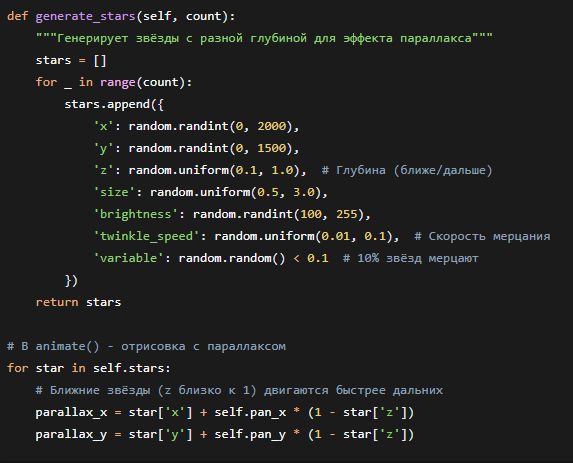 def generate_stars(self, count):
    """Генерирует звёзды с разной глубиной для эффекта параллакса"""
    stars = []
    for _ in range(count):
        stars.append({
            'x': random.randint(0, 2000),
            'y': random.randint(0, 1500),
            'z': random.uniform(0.1, 1.0),  # Глубина (ближе/дальше)
            'size': random.uniform(0.5, 3.0),
            'brightness': random.randint(100, 255),
            'twinkle_speed': random.uniform(0.01, 0.1),  # Скорость мерцания
            'variable': random.random() < 0.1  # 10% звёзд мерцают
        })
    return stars

# В animate() - отрисовка с параллаксом
for star in self.stars:
    # Ближние звёзды (z близко к 1) двигаются быстрее дальних
    parallax_x = star['x'] + self.pan_x * (1 - star['z'])
    parallax_y = star['y'] + self.pan_y * (1 - star['z'])